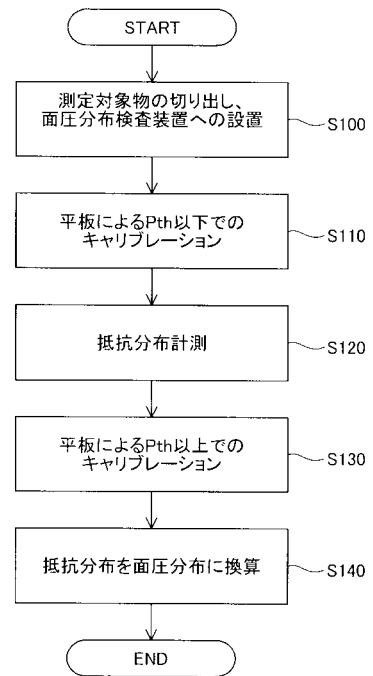 START
測定対象物の切り出し、
面圧分布検査装置への設置
S100
平板によるPth以下での
キャリブレーション
S110
抵抗分布計測
S120
平板によるPth以上での
キャリブレーション
S130
抵抗分布を面圧分布に換算
S140
END